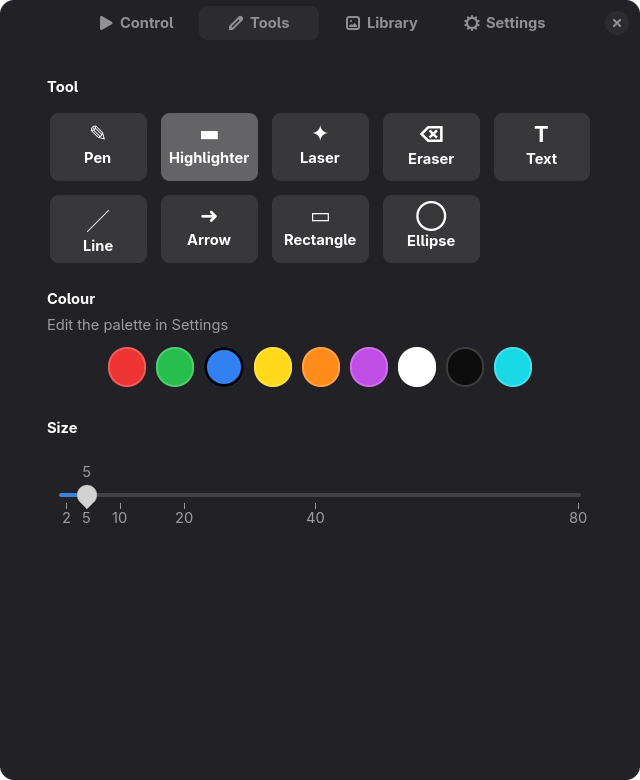 Control Tools Library Settings
Tool
Pen Highlighter Laser Eraser T Text
Line Arrow Rectangle Ellipse
Colour
Edit the palette in Settings
Size
5
2 5 10 20 40 80